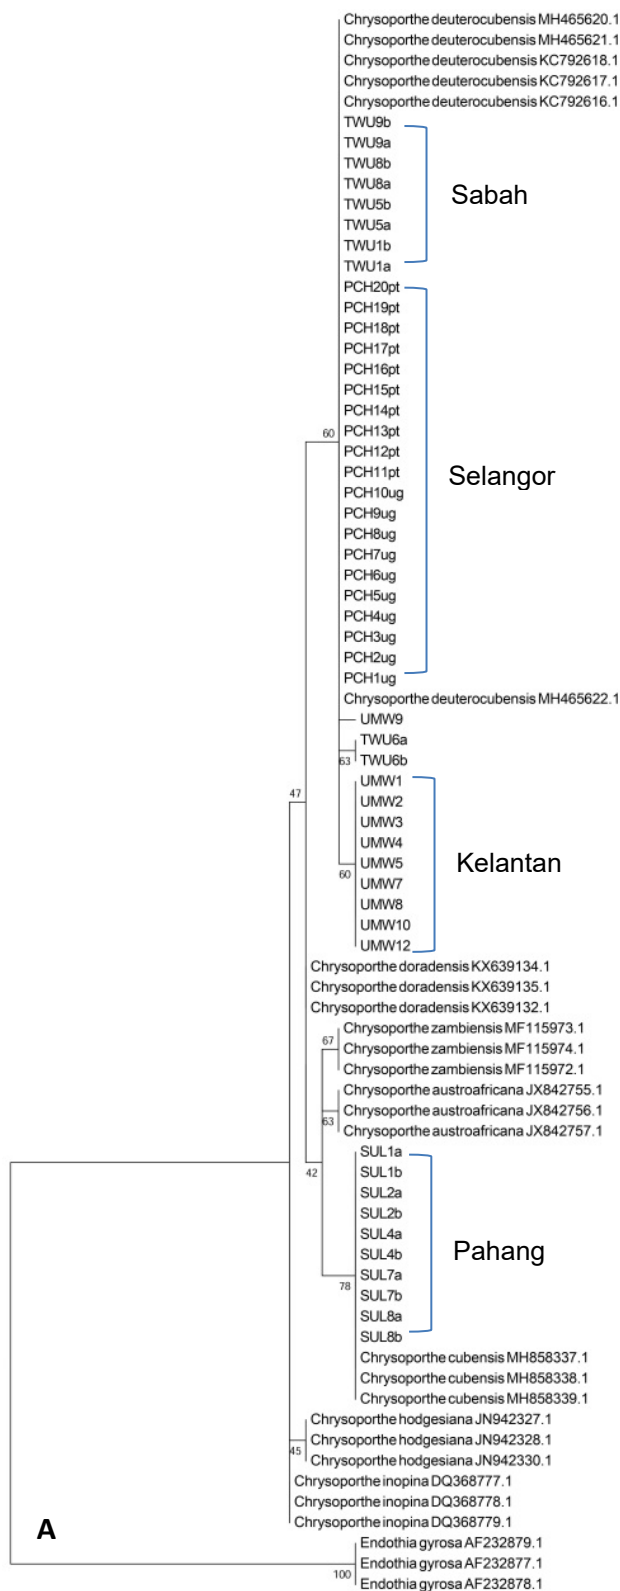 Chrysoporthe deuterocubensis MH465620.1
Chrysoporthe deuterocubensis MH465621.1
Chrysoporthe deuterocubensis KC792618.1
Chrysoporthe deuterocubensis KC792617.1
Chrysoporthe deuterocubensis KC792616.1
TWU9b
TWU9a
TWU8b
TWU8a
Sabah
TWU5b
TWU5a
TWU1b
TWU1a
PCH20pt
PCH19pt
PCH18pt
PCH17pt
PCH16pt
PCH15pt
PCH14pt
PCH13pt
60
PCH12pt
PCH11pt
Selangor
PCH10ug
PCH9ug
PCH8ug
PCH7ug
PCH6ug
PCH5ug
PCH4ug
PCH3ug
PCH2ug
PCH1ug
Chrysoporthe deuterocubensis MH465622.1
UMW9
TWU6a
TWU6b
63
UMW1
47
UMW2
UMW3
UMW4
UMW5
Kelantan
60
UMW7
UMW8
UMW10
UMW12
Chrysoporthe doradensis KX639134.1
Chrysoporthe doradensis KX639135.1
Chrysoporthe doradensis KX639132.1
Chrysoporthe zambiensis MF115973.1
67
Chrysoporthe zambiensis MF115974.1
Chrysoporthe zambiensis MF115972.1
Chrysoporthe austroafricana JX842755.1
Chrysoporthe austroafricana JX842756.1
63
Chrysoporthe austroafricana JX842757.1
SUL1a
42
SUL1b
SUL2a
SUL2b
SUL4a
Pahang
SUL4b
SUL7a
78
SUL7b
SUL8a
SUL8b
Chrysoporthe cubensis MH858337.1
Chrysoporthe cubensis MH858338.1
Chrysoporthe cubensis MH858339.1
Chrysoporthe hodgesiana JN942327.1
Chrysoporthe hodgesiana JN942328.1
45
Chrysoporthe hodgesiana JN942330.1
Chrysoporthe inopina DQ368777.1
Chrysoporthe inopina DQ368778.1
Chrysoporthe inopina DQ368779.1
A
Endothia gyrosa AF232879.1
Endothia gyrosa AF232877.1
100
Endothia gyrosa AF232878.1